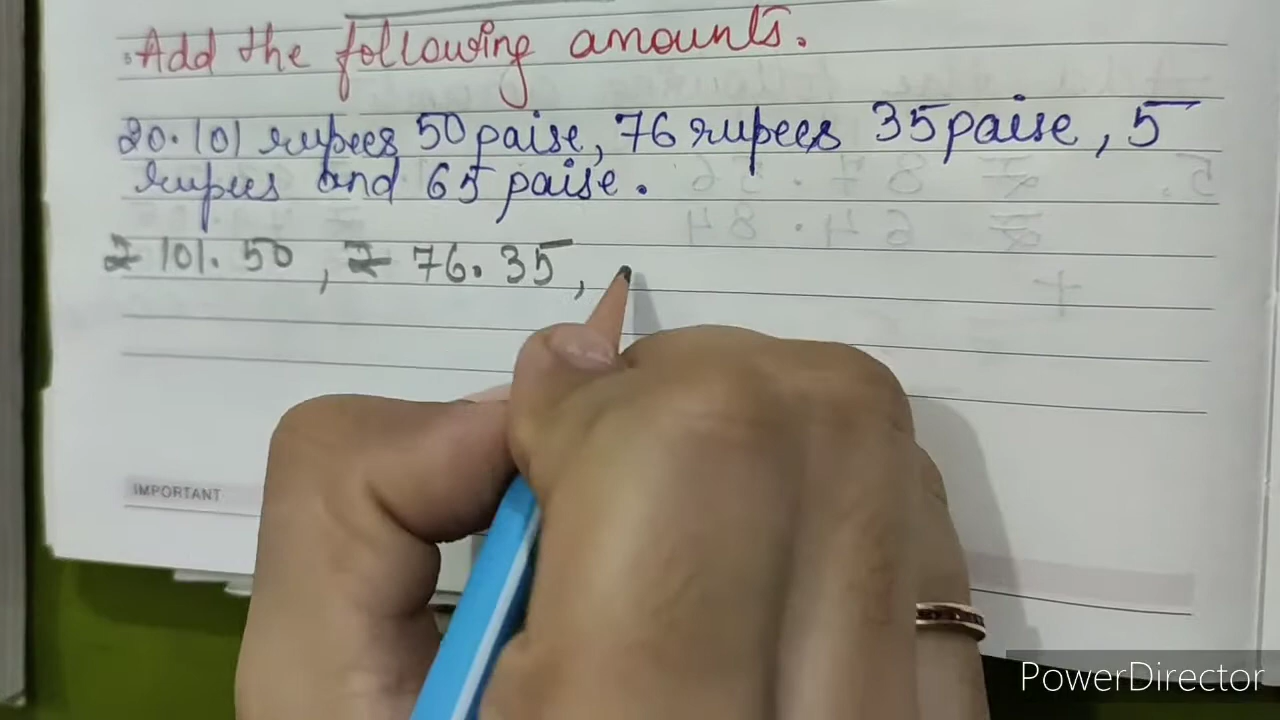 Add the following amounts.
20. 101 rupees 50 paise, 76 rupees 35 paise, 5
rupees and 65 paise.
₹ 101. 50, ₹ 76. 35,
IMPORTANT
PowerDirector